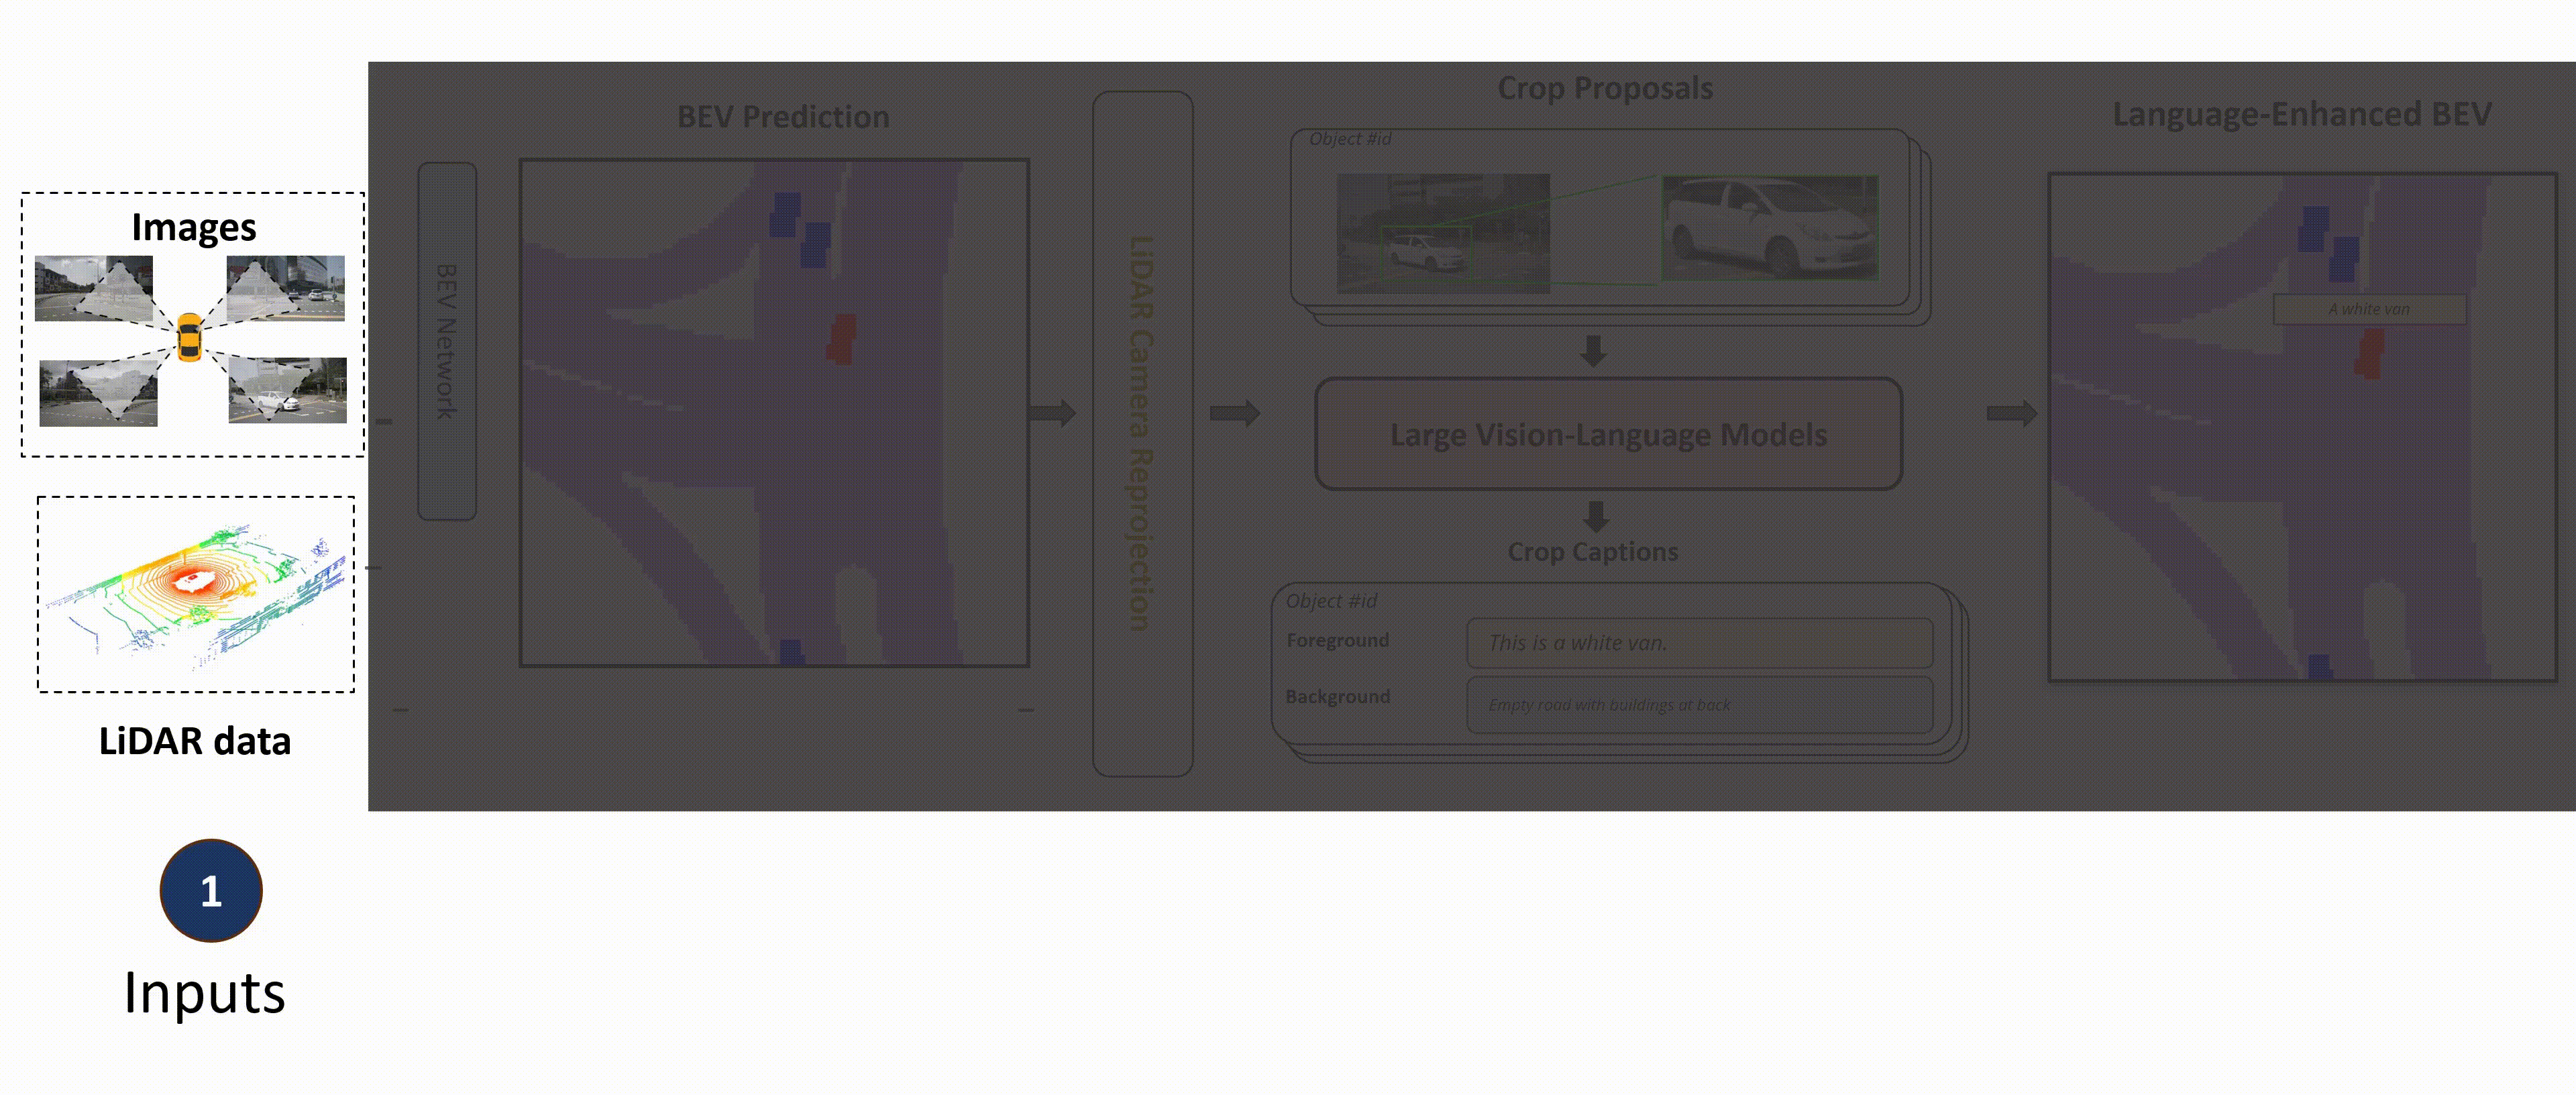 Images
LiDAR data
1
Inputs
BEV Network
BEV Prediction
LiDAR Camera Reprojection
Crop Proposals
Object #id
Large Vision-Language Models
Crop Captions
Object #id
Foreground
This is a white van.
Background
Empty road with buildings at back
Language-Enhanced BEV
A white van